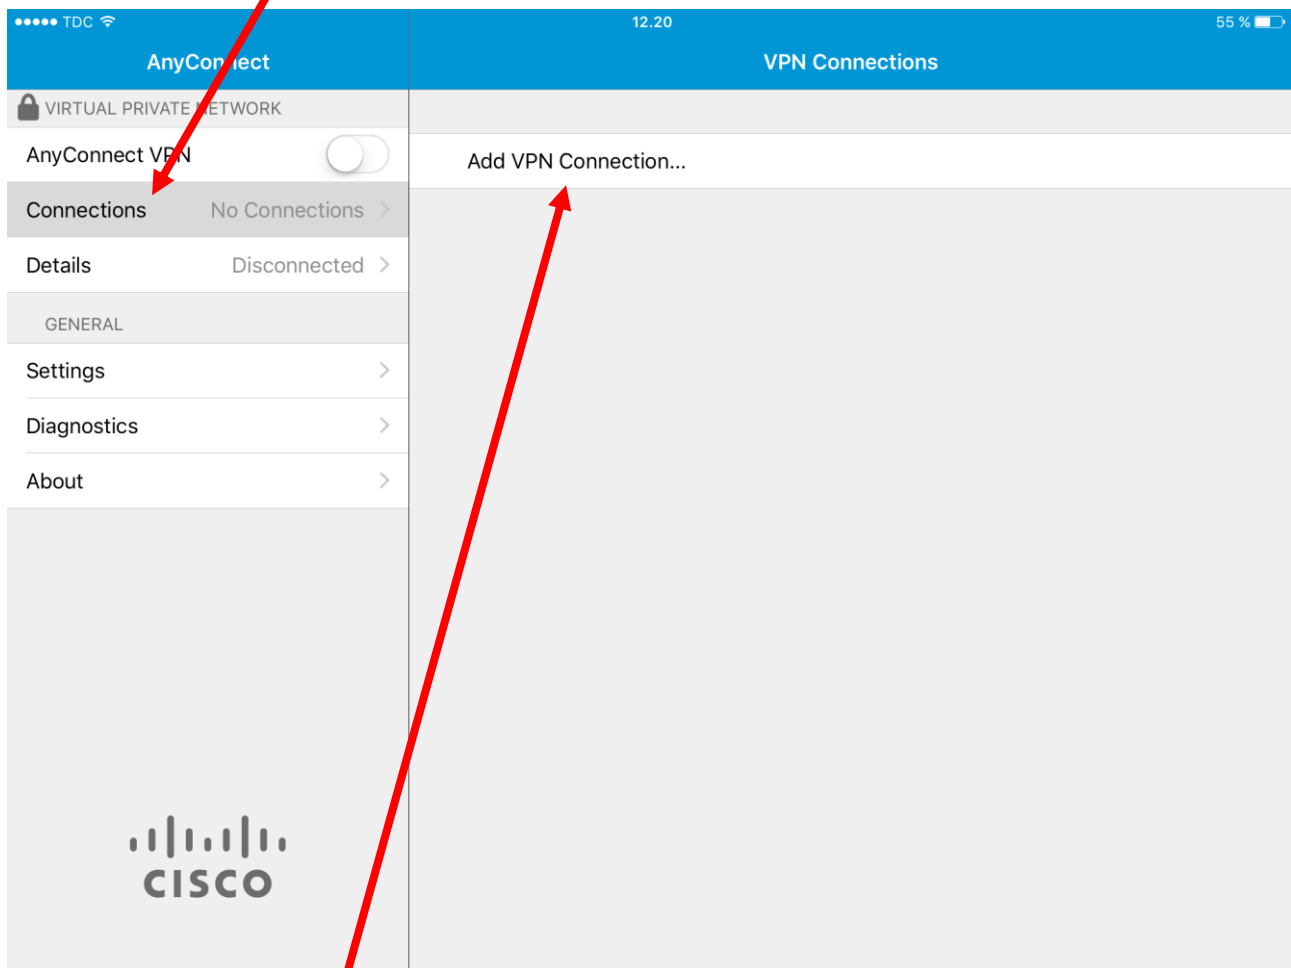 TDC
12.20
55 %
AnyConnect
VPN Connections
VIRTUAL PRIVATE NETWORK
AnyConnect VPN
Add VPN Connection...
Connections No Connections
Details Disconnected
GENERAL
Settings
Diagnostics
About
CISCO